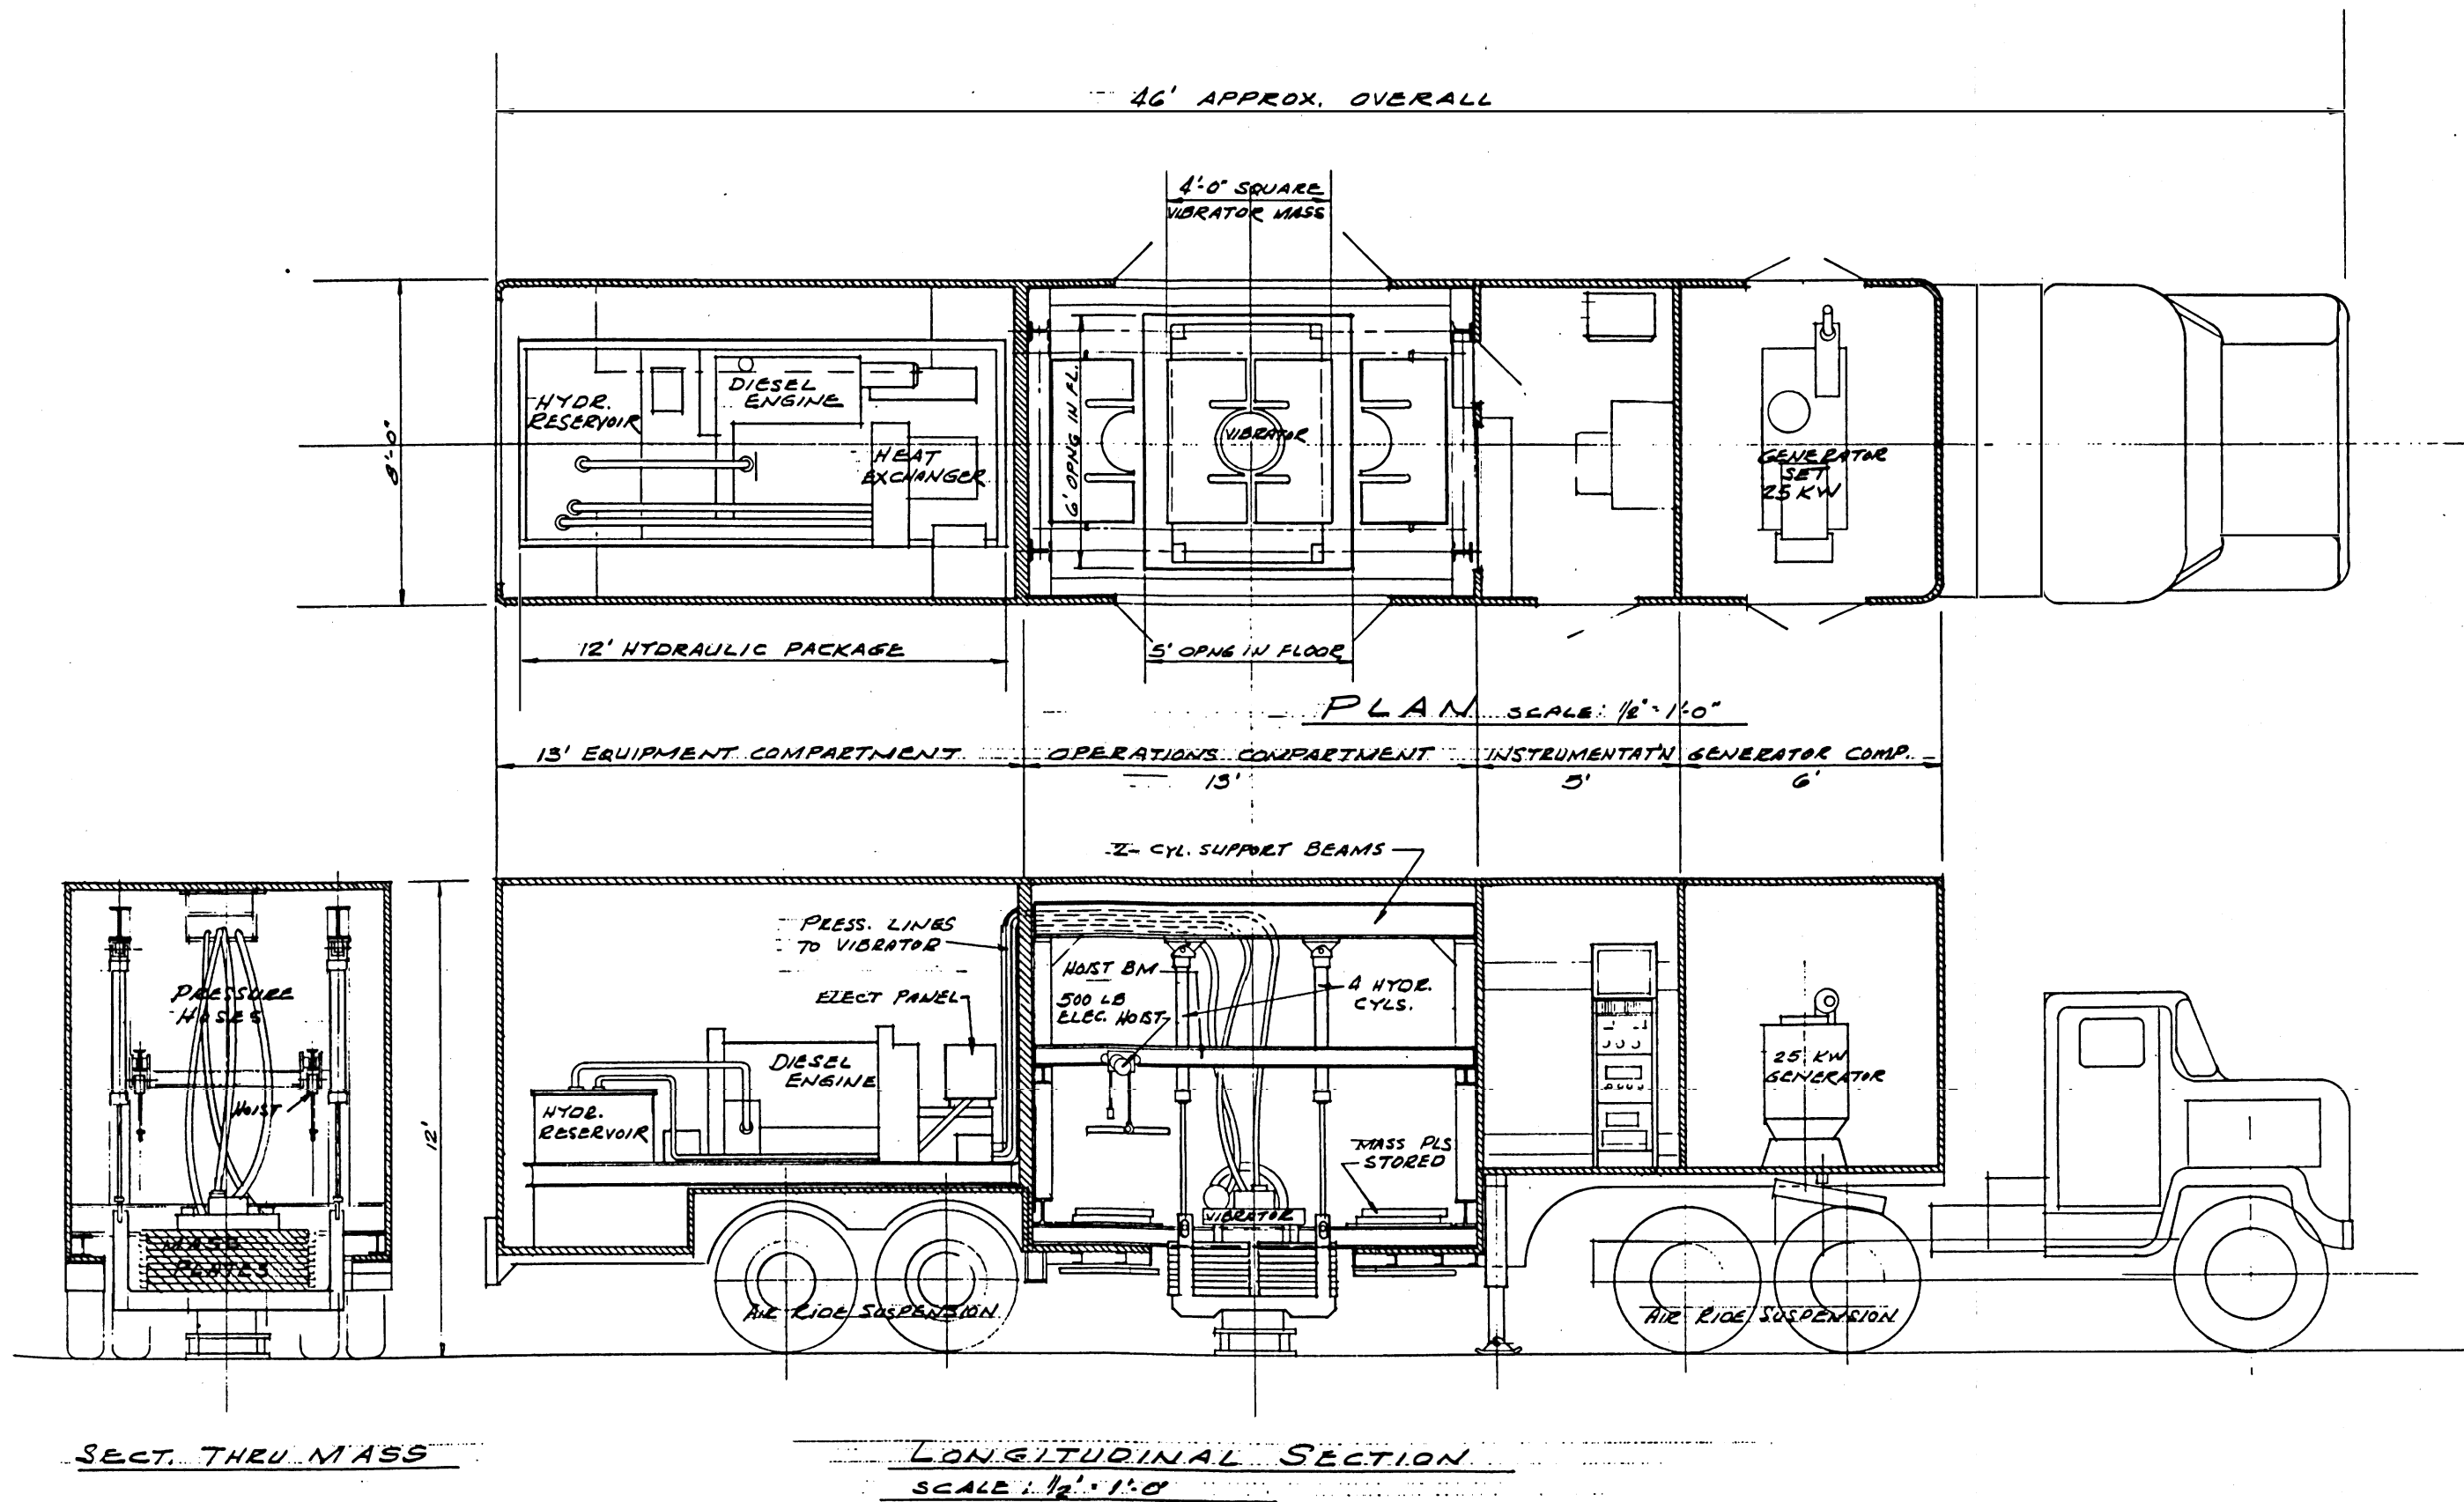 46' APPROX. OVERALL
4'-0" SQUARE
VIBRATOR MASS
8'-0"
HYDR.
RESERVOIR
DIESEL
ENGINE
HEAT
EXCHANGER
6' OPNG IN FL.
VIBRATOR
GENERATOR
SET
25 KW
12' HYDRAULIC PACKAGE
5' OPNG IN FLOOR
PLAN SCALE: 1/2" = 1'-0"
13' EQUIPMENT COMPARTMENT
OPERATIONS COMPARTMENT
13'
INSTRUMENTAT'N
5'
GENERATOR COMP.
6'
2- CYL. SUPPORT BEAMS
PRESS. LINES
TO VIBRATOR
ELECT PANEL
HOIST BM
500 LB
ELEC. HOIST
4 HYDR.
CYLS.
PRESSURE
HOSES
HOIST
MASS
PLATES
12'
HYDR.
RESERVOIR
DIESEL
ENGINE
25 KW
GENERATOR
MASS PLS
STORED
VIBRATOR
AIR RIDE SUSPENSION
AIR RIDE SUSPENSION
SECT. THRU MASS
LONGITUDINAL SECTION
SCALE: 1/2" = 1'-0"